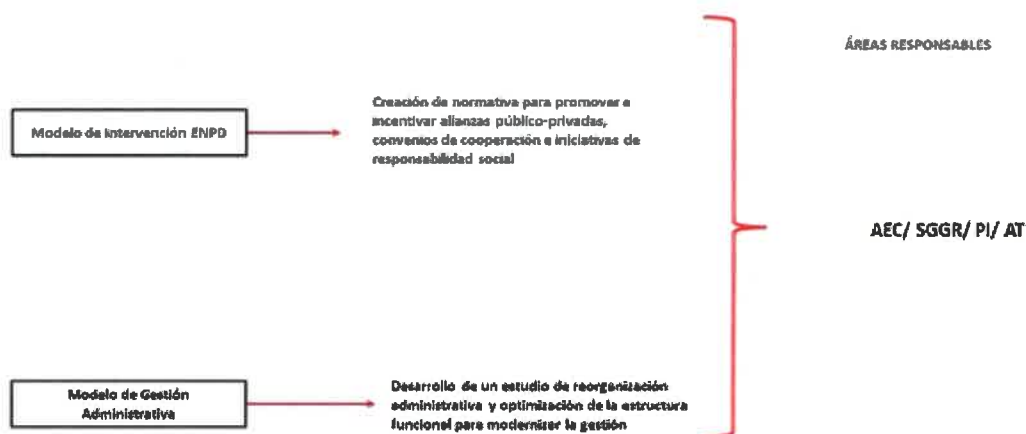 ÁREAS RESPONSABLES
Modelo de Intervención ENPD
Creación de normativa para promover e
incentivar alianzas público-privadas,
convenios de cooperación e iniciativas de
responsabilidad social
AEC/ SGGR/ PI/ AT
Modelo de Gestión
Administrativa
Desarrollo de un estudio de reorganización
administrativa y optimización de la estructura
funcional para modernizar la gestión